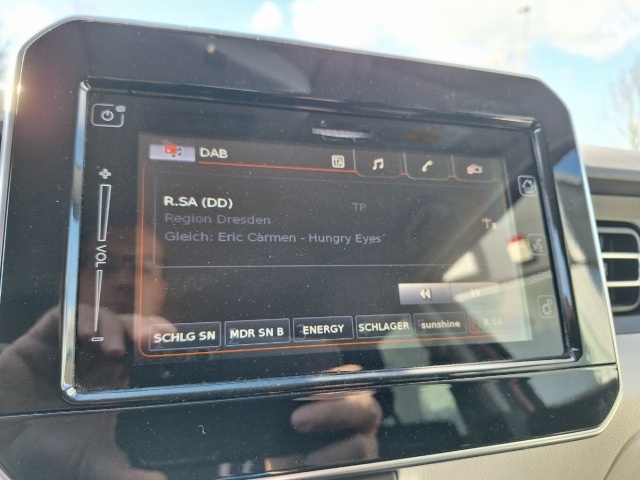 DAB
R.SA (DD)
TP
Region Dresden
Gleich: Eric Carmen - Hungry Eyes
VOL
SCHLG SN
MDR SN B
ENERGY
SCHLAGER
sunshine
R.SA